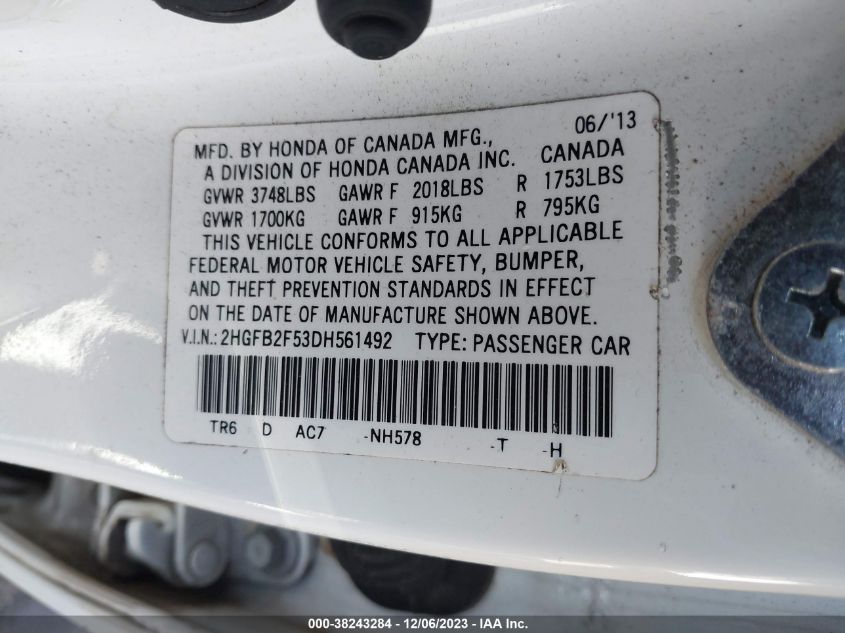 06/'13
MFD. BY HONDA OF CANADA MFG.,
A DIVISION OF HONDA CANADA INC. CANADA
GVWR 3748LBS GAWR F 2018LBS R 1753LBS
GVWR 1700KG GAWR F 915KG R 795KG
THIS VEHICLE CONFORMS TO ALL APPLICABLE
FEDERAL MOTOR VEHICLE SAFETY, BUMPER,
AND THEFT PREVENTION STANDARDS IN EFFECT
ON THE DATE OF MANUFACTURE SHOWN ABOVE.
V.I.N.: 2HGFB2F53DH561492 TYPE: PASSENGER CAR
TR6 D AC7 -NH578 -T -H
000-38243284 - 12/06/2023 - IAA Inc.